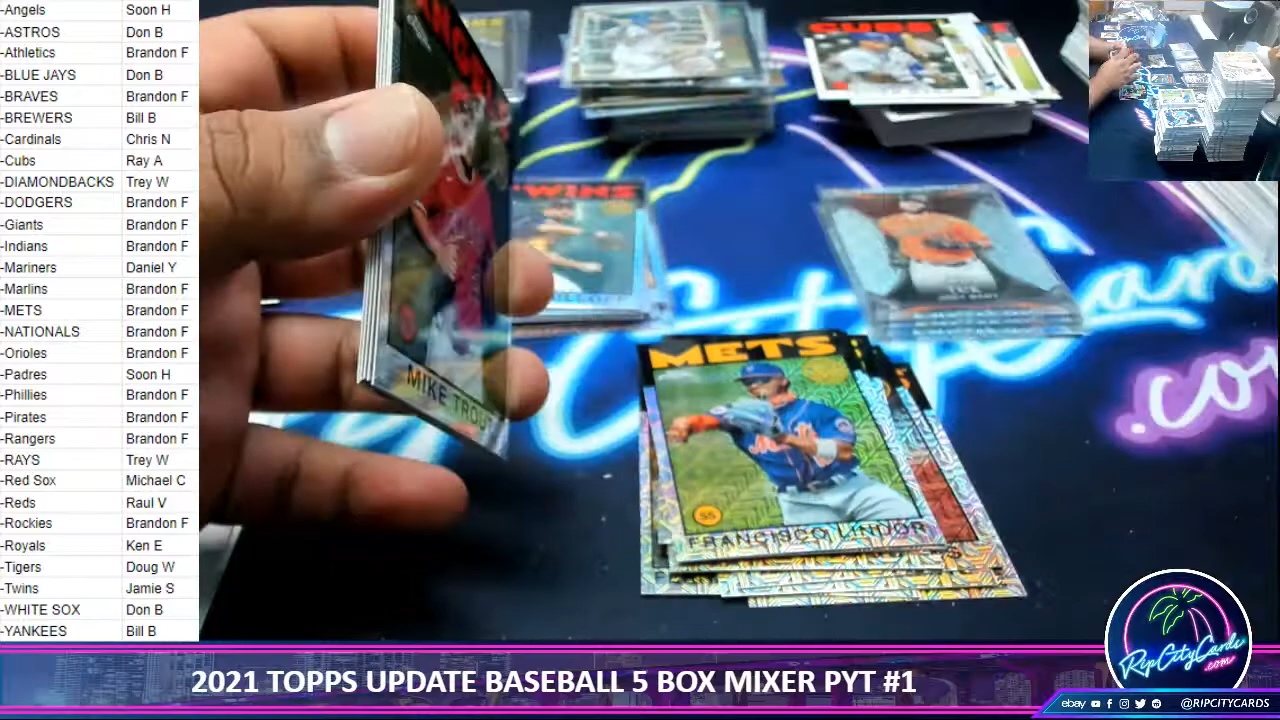 -Angels Soon H
-ASTROS Don B
-Athletics Brandon F
-BLUE JAYS Don B
-BRAVES Brandon F
-BREWERS Bill B
-Cardinals Chris N
-Cubs Ray A
-DIAMONDBACKS Trey W
-DODGERS Brandon F
-Giants Brandon F
-Indians Brandon F
-Mariners Daniel Y
-Marlins Brandon F
-METS Brandon F
-NATIONALS Brandon F
-Orioles Brandon F
-Padres Soon H
-Phillies Brandon F
-Pirates Brandon F
-Rangers Brandon F
-RAYS Trey W
-Red Sox Michael C
-Reds Raul V
-Rockies Brandon F
-Royals Ken E
-Tigers Doug W
-Twins Jamie S
-WHITE SOX Don B
-YANKEES Bill B
CUBS
MIKE TROUT
METS
SS
FRANCISCO LINDOR
.co
RipCityCards
.com
2021 TOPPS UPDATE BASEBALL 5 BOX MIXER PYT #1
ebay @RIPCITYCARDS